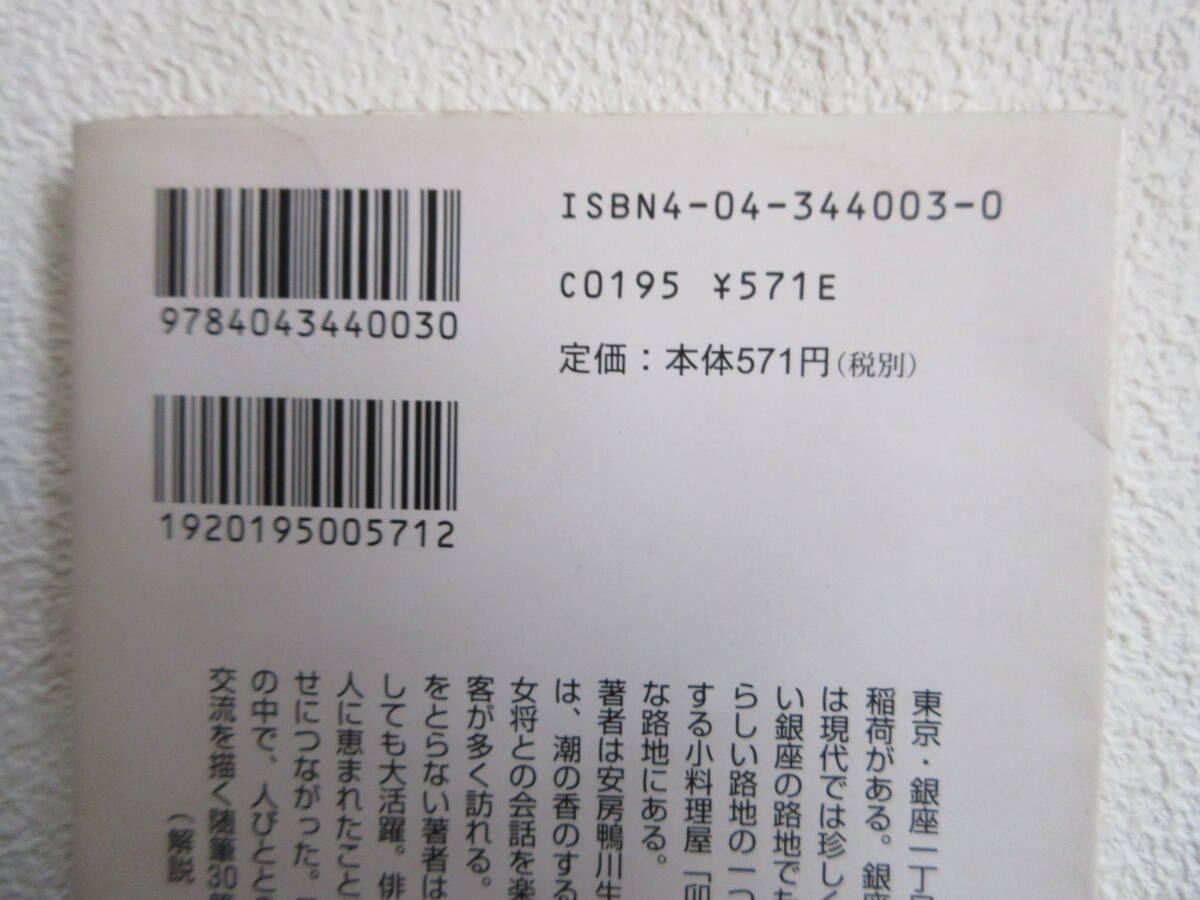 9784043440030
1920195005712
ISBN4-04-344003-0
C0195 ¥571E
定価：本体571円（税別）
東京・銀座一丁
稲荷がある。銀座
は現代では珍しく
い銀座の路地でも
らしい路地の一つ
する小料理屋「卯
な路地にある。
著者は安房鴨川生
は、潮の香のする
女将との会話を楽
客が多く訪れる。
をとらない著者は
しても大活躍。俳
人に恵まれたこと
せにつながった。
の中で、人びととの
交流を描く随筆30
（解説